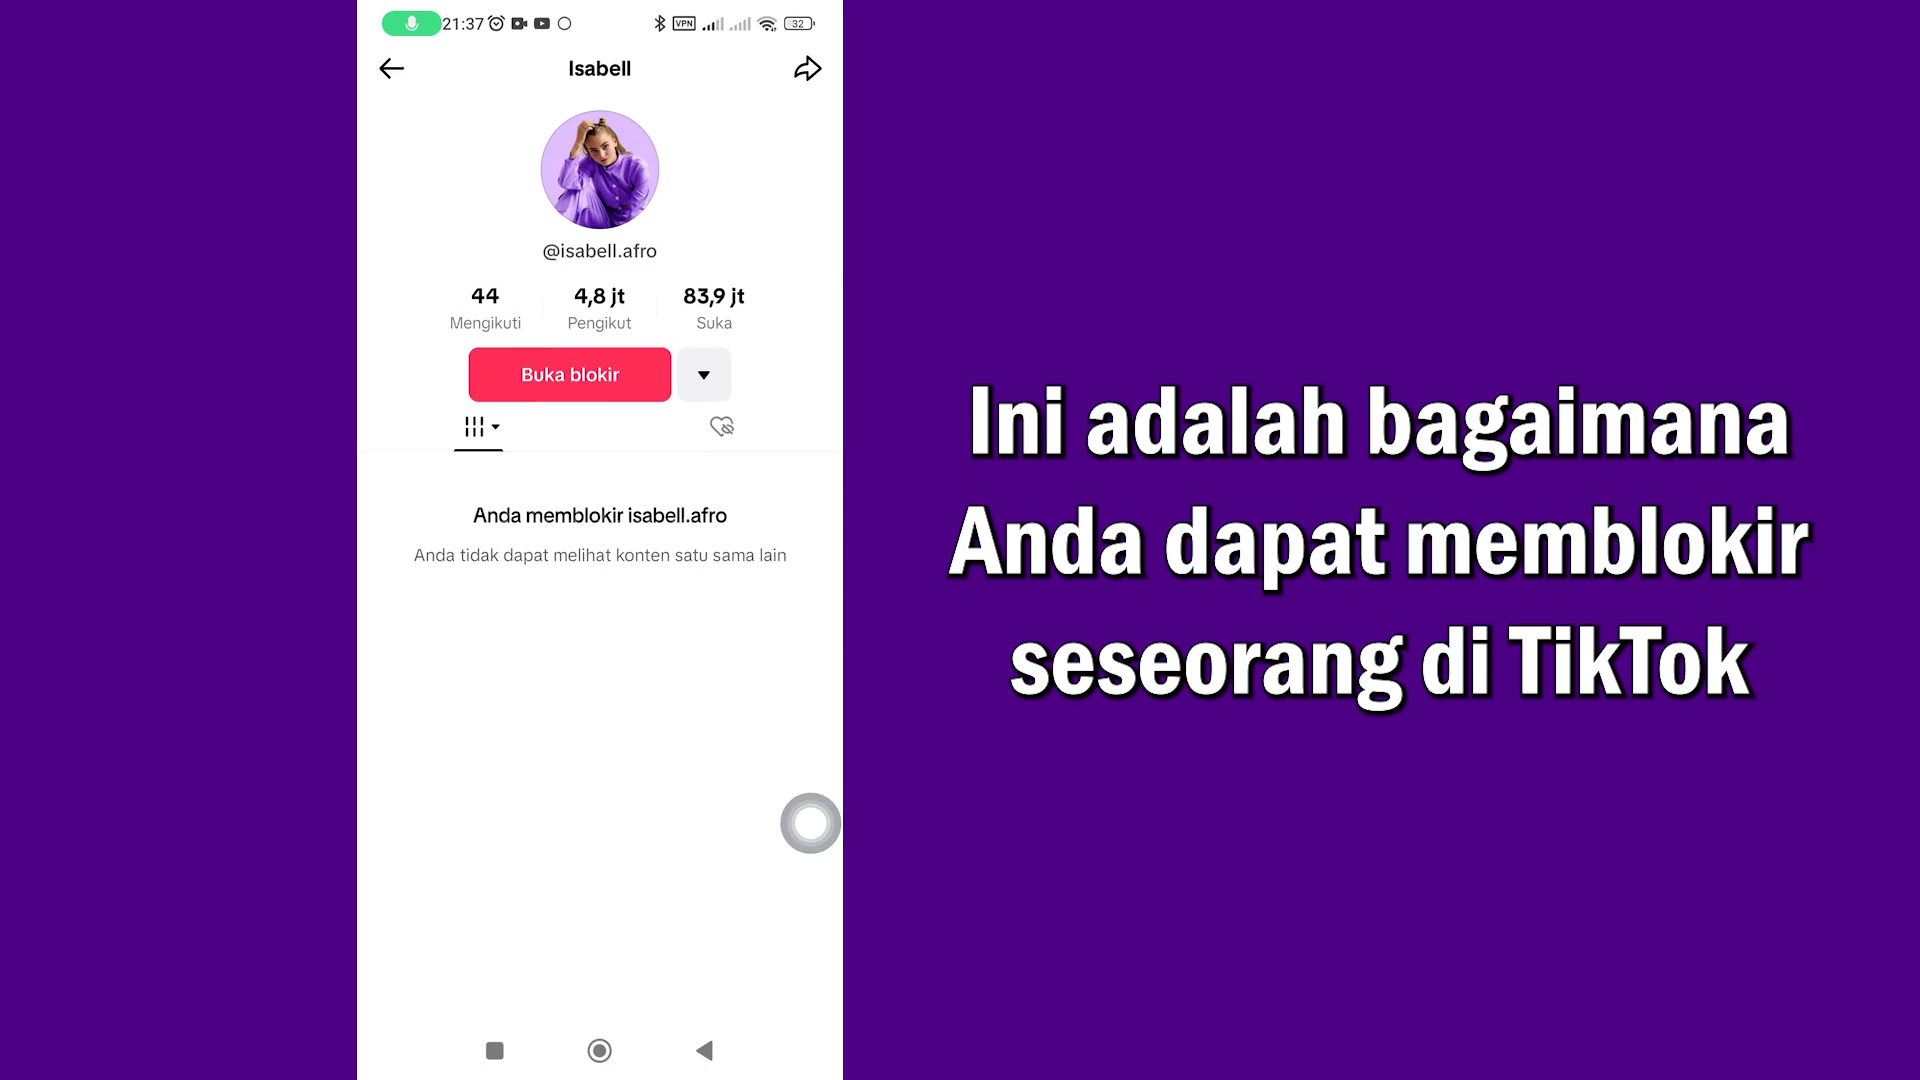 21:37
VPN
32
Isabell
@isabell.afro
44
4,8 jt
83,9 jt
Mengikuti
Pengikut
Suka
Buka blokir
Anda memblokir isabell.afro
Anda tidak dapat melihat konten satu sama lain
Ini adalah bagaimana
Anda dapat memblokir
seseorang di TikTok